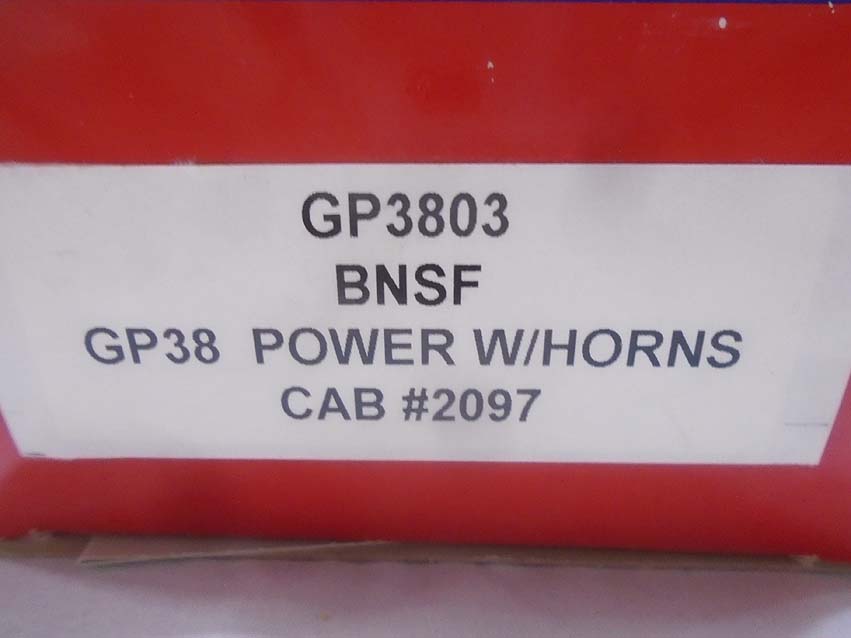 GP3803
BNSF
GP38 POWER W/HORNS
CAB #2097